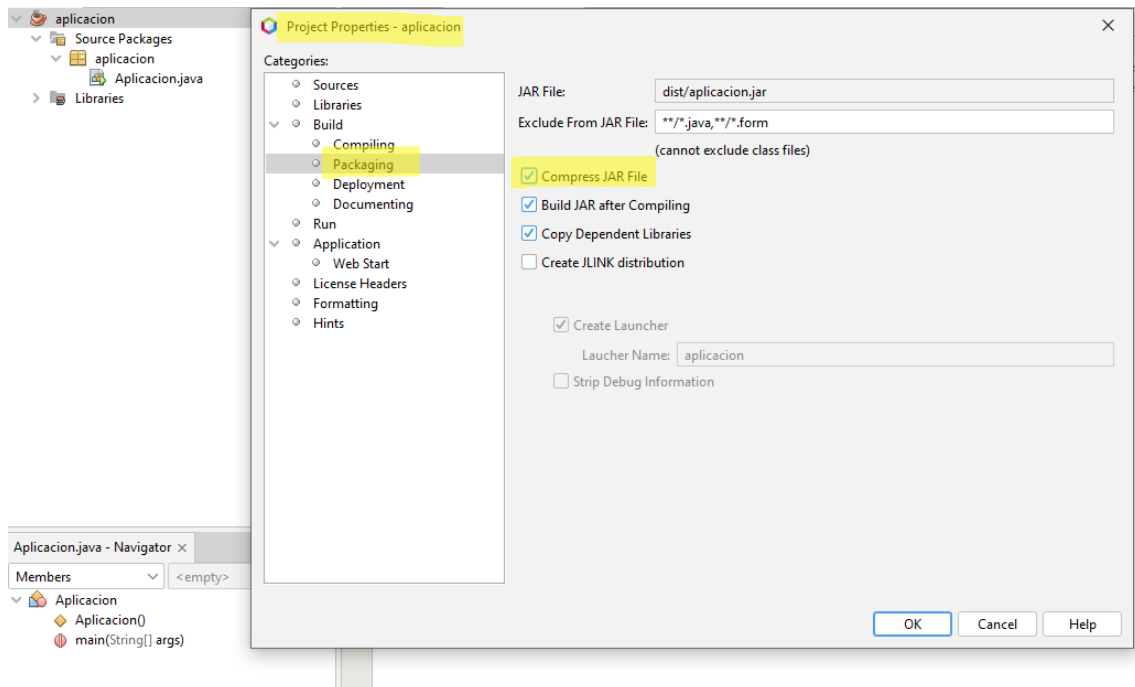 aplicacion
Source Packages
aplicacion
Aplicacion.java
Libraries
Project Properties - aplicacion
Categories:
Sources
Libraries
Build
Compiling
Packaging
Deployment
Documenting
Run
Application
Web Start
License Headers
Formatting
Hints
JAR File: dist/aplicacion.jar
Exclude From JAR File: **/*.java,**/*.form
(cannot exclude class files)
Compress JAR File
Build JAR after Compiling
Copy Dependent Libraries
Create JLINK distribution
Create Launcher
Laucher Name: aplicacion
Strip Debug Information
OK Cancel Help
Aplicacion.java - Navigator ×
Members <empty>
Aplicacion
Aplicacion()
main(String[] args)